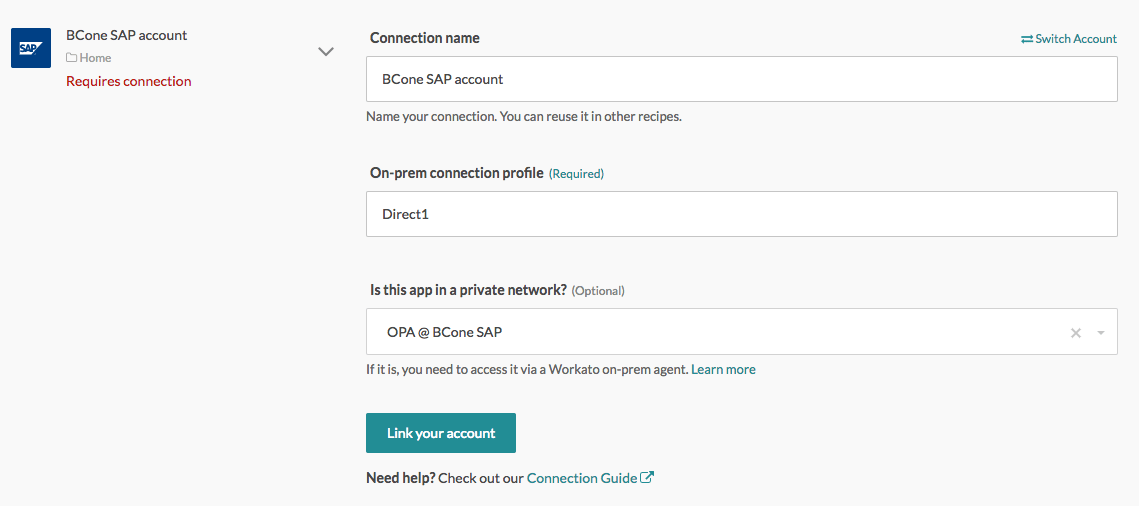 SAP
BCone SAP account
Home
Requires connection
Connection name
Switch Account
BCone SAP account
Name your connection. You can reuse it in other recipes.
On-prem connection profile (Required)
Direct1
Is this app in a private network? (Optional)
OPA @ BCone SAP
If it is, you need to access it via a Workato on-prem agent. Learn more
Link your account
Need help? Check out our Connection Guide